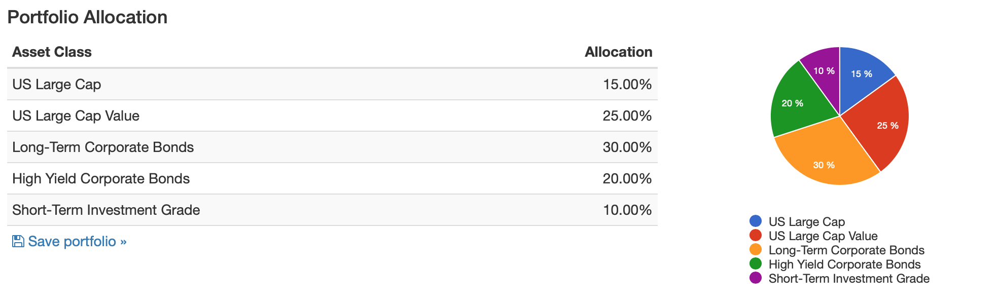 Portfolio Allocation
Asset Class Allocation
US Large Cap 15.00%
US Large Cap Value 25.00%
Long-Term Corporate Bonds 30.00%
High Yield Corporate Bonds 20.00%
Short-Term Investment Grade 10.00%
Save portfolio »
10 % 15 %
20 %
25 %
30 %
US Large Cap
US Large Cap Value
Long-Term Corporate Bonds
High Yield Corporate Bonds
Short-Term Investment Grade